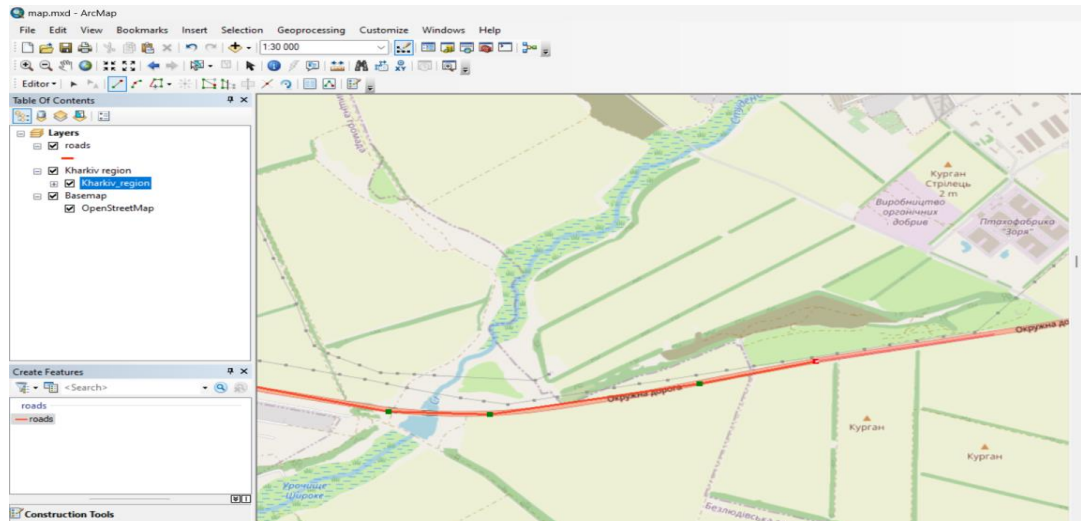 map.mxd - ArcMap
File Edit View Bookmarks Insert Selection Geoprocessing Customize Windows Help
1:30 000
Editor
Table Of Contents
Layers
roads
Kharkiv region
Kharkiv_region
Basemap
OpenStreetMap
Create Features
<Search>
roads
roads
Construction Tools
громада
Курган
Стрілець
2 m
Виробництво
органічних
добрив
Птахофабрика
"Зоря"
Окружна до
Окружна дорога
Курган
Курган
Урочище
Широке
Безлюдівська